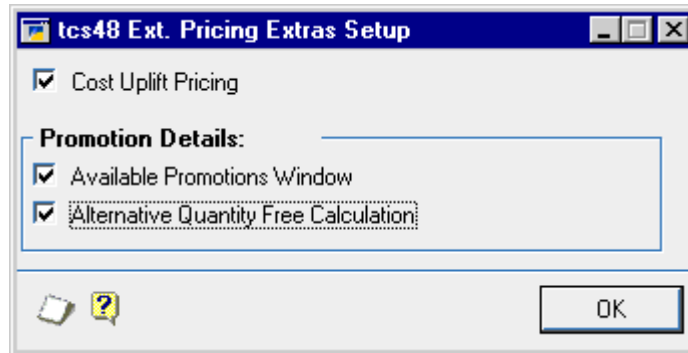 tcs48 Ext. Pricing Extras Setup
Cost Uplift Pricing
Promotion Details:
Available Promotions Window
Alternative Quantity Free Calculation
?
OK